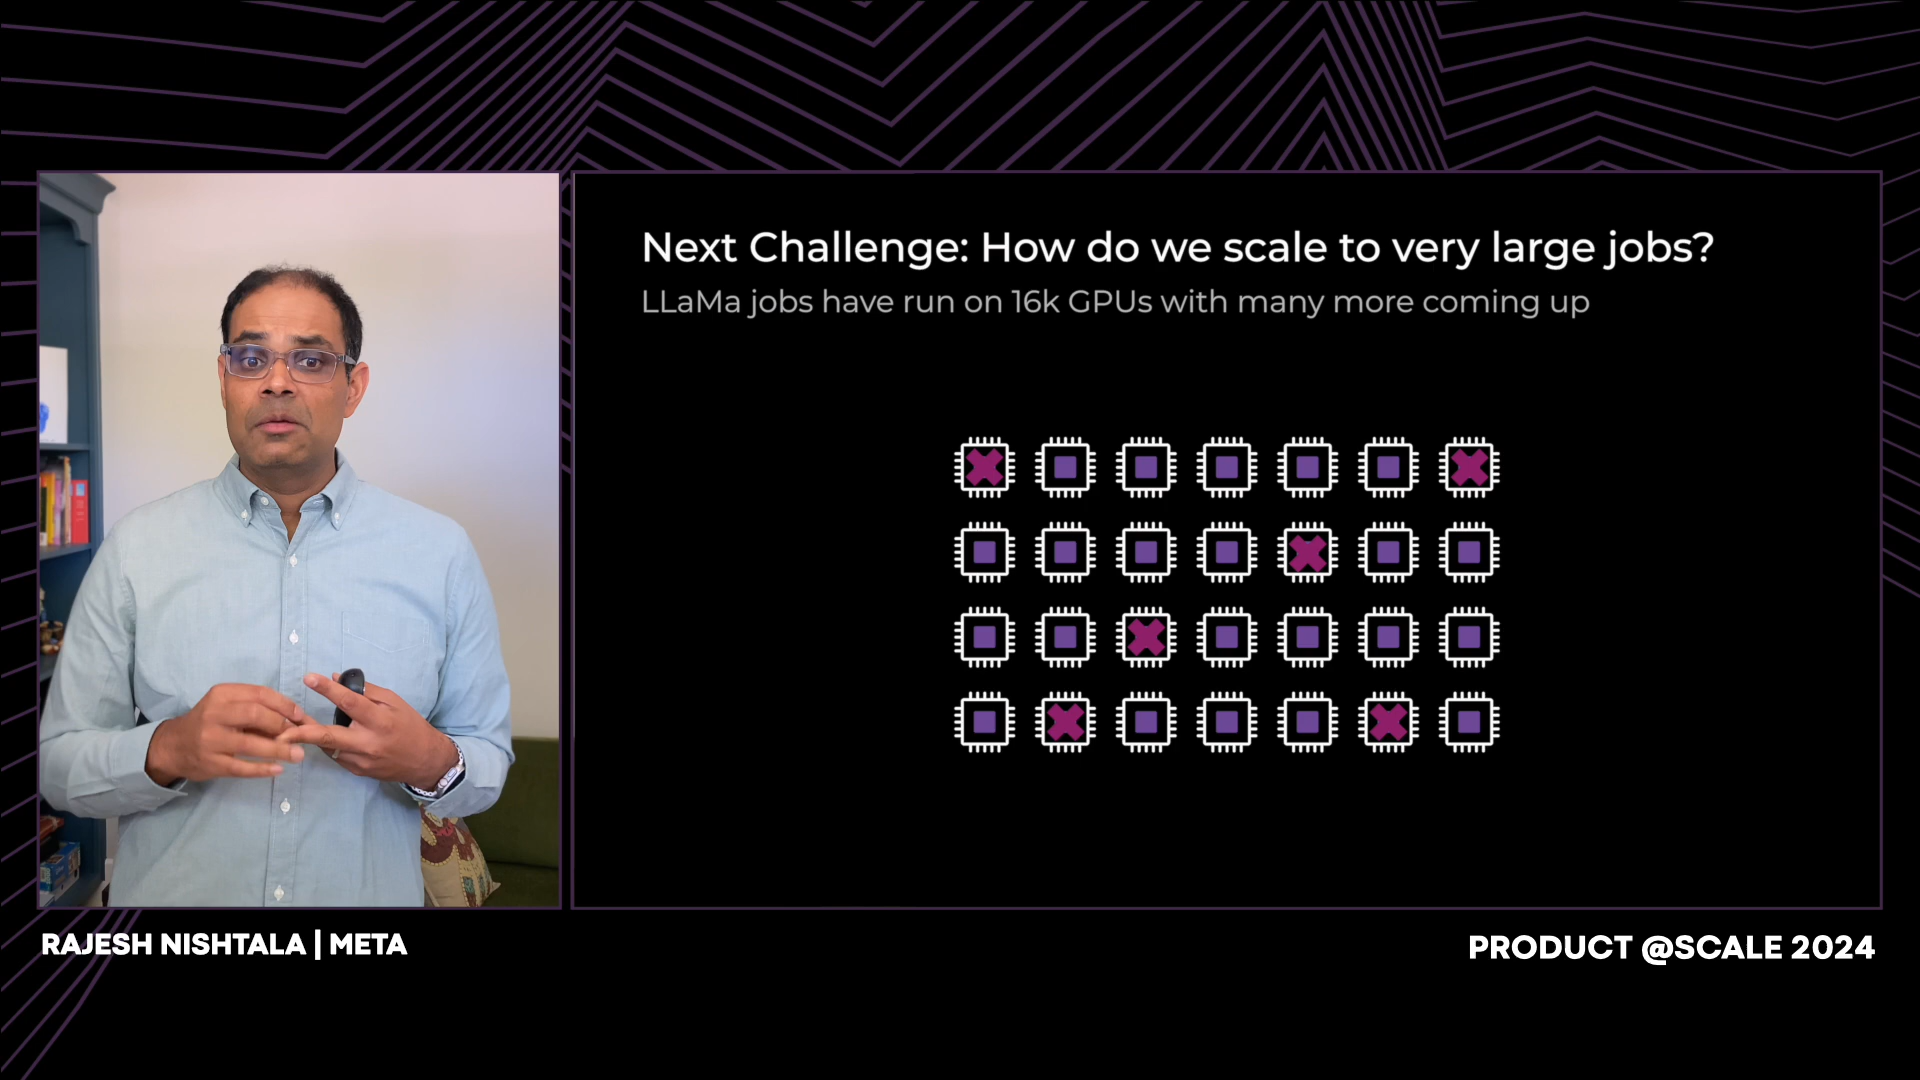 Next Challenge: How do we scale to very large jobs?
LLaMa jobs have run on 16k GPUs with many more coming up
RAJESH NISHTALA | META
PRODUCT @SCALE 2024